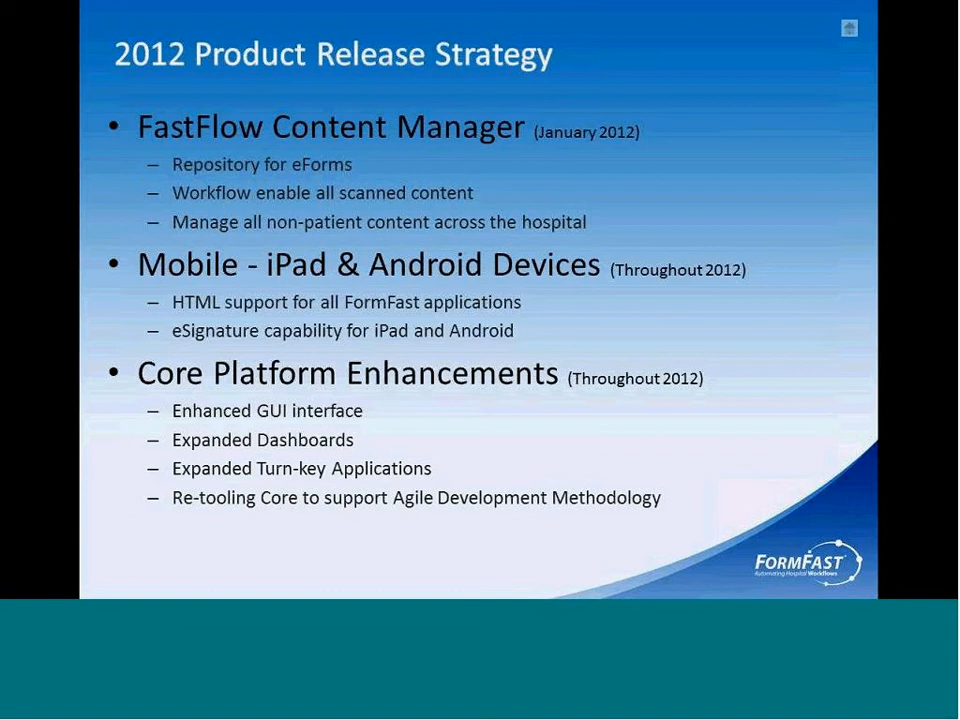 2012 Product Release Strategy
• FastFlow Content Manager (January 2012)
– Repository for eForms
– Workflow enable all scanned content
– Manage all non-patient content across the hospital
• Mobile - iPad & Android Devices (Throughout 2012)
– HTML support for all FormFast applications
– eSignature capability for iPad and Android
• Core Platform Enhancements (Throughout 2012)
– Enhanced GUI interface
– Expanded Dashboards
– Expanded Turn-key Applications
– Re-tooling Core to support Agile Development Methodology
FORMFAST
Automating Hospital Workflows